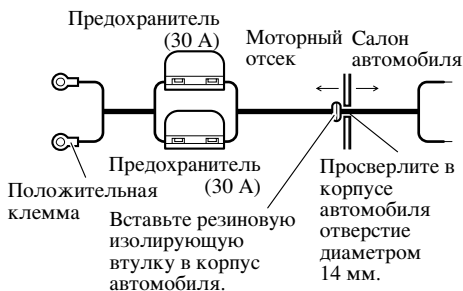 Предохранитель
(30 А)
Моторный
отсек
Салон
автомобиля
Предохранитель
(30 А)
Положительная
клемма
Вставьте резиновую
изолирующую
втулку в корпус
автомобиля.
Просверлите в
корпусе
автомобиля
отверстие
диаметром
14 мм.